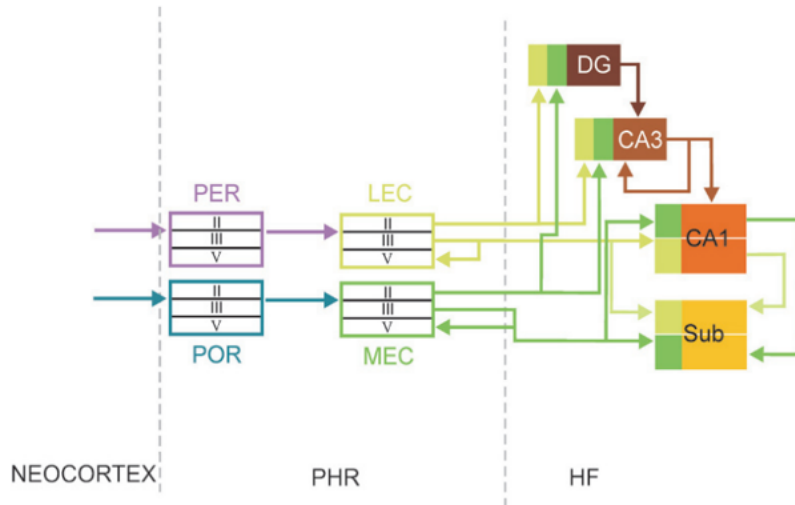 DG
CA3
PER
LEC
II
III
V
II
III
V
CA1
II
III
V
II
III
V
Sub
POR
MEC
NEOCORTEX
PHR
HF